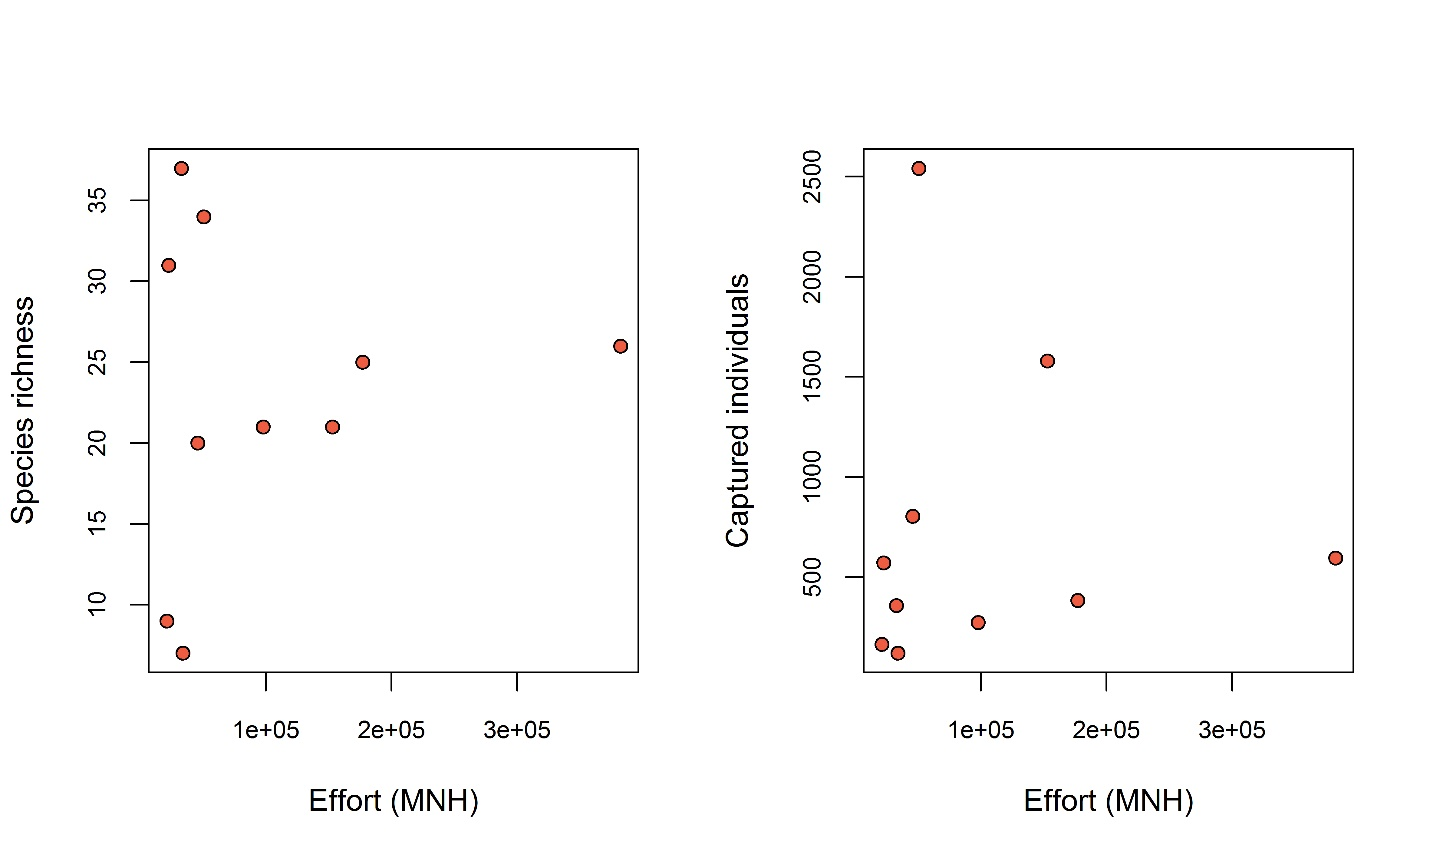 Species richness
35
30
25
20
15
10
1e+05 2e+05 3e+05
Effort (MNH)
Captured individuals
2500
2000
1500
1000
500
1e+05 2e+05 3e+05
Effort (MNH)